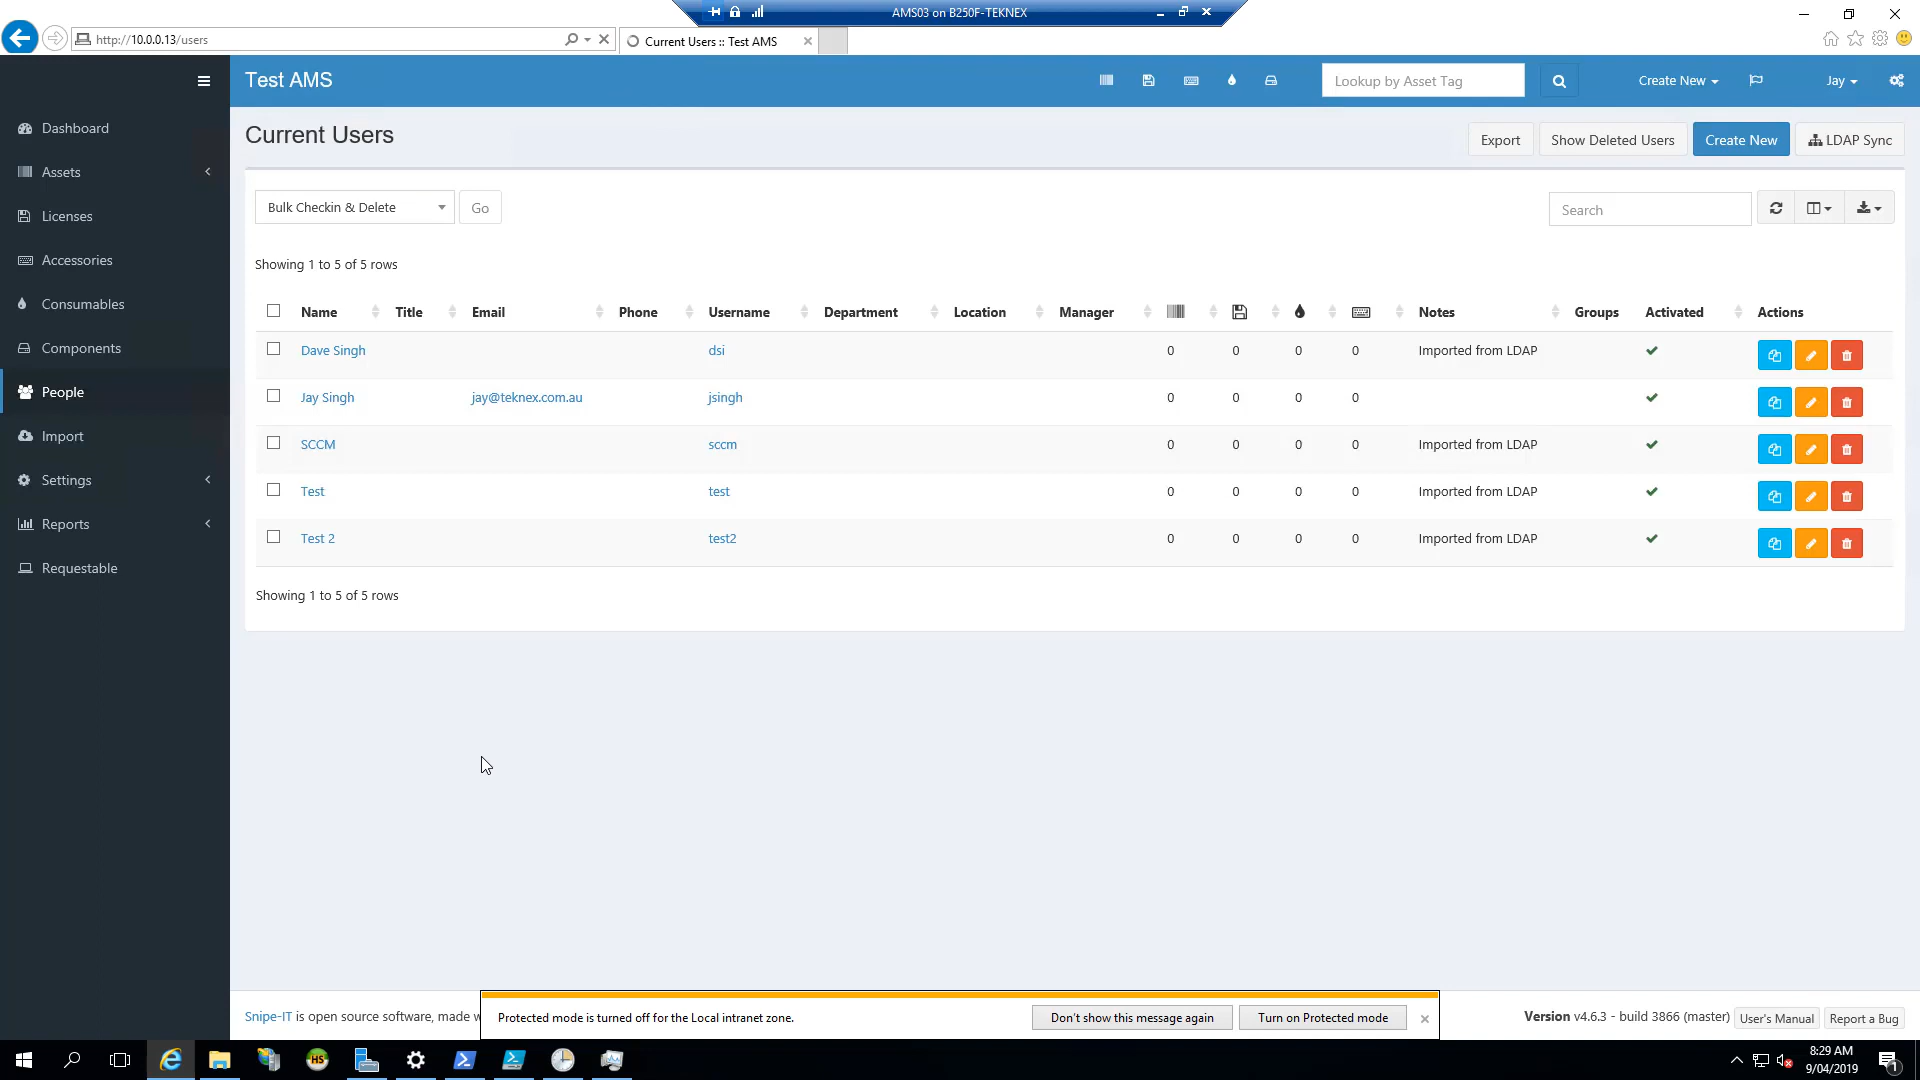 AMS03 on B250F-TEKNEX
http://10.0.0.13/users
Current Users :: Test AMS
Test AMS
Lookup by Asset Tag
Create New
Jay
Dashboard
Assets
Licenses
Accessories
Consumables
Components
People
Import
Settings
Reports
Requestable
Current Users
Export
Show Deleted Users
Create New
LDAP Sync
Bulk Checkin & Delete
Go
Search
Showing 1 to 5 of 5 rows
Name Title Email Phone Username Department Location Manager Notes Groups Activated Actions
Dave Singh dsi 0 0 0 0 Imported from LDAP
Jay Singh jay@teknex.com.au jsingh 0 0 0 0
SCCM sccm 0 0 0 0 Imported from LDAP
Test test 0 0 0 0 Imported from LDAP
Test 2 test2 0 0 0 0 Imported from LDAP
Showing 1 to 5 of 5 rows
Snipe-IT is open source software, made w
Protected mode is turned off for the Local intranet zone.
Don't show this message again
Turn on Protected mode
Version v4.6.3 - build 3866 (master)
User's Manual
Report a Bug
HS
8:29 AM
9/04/2019
1